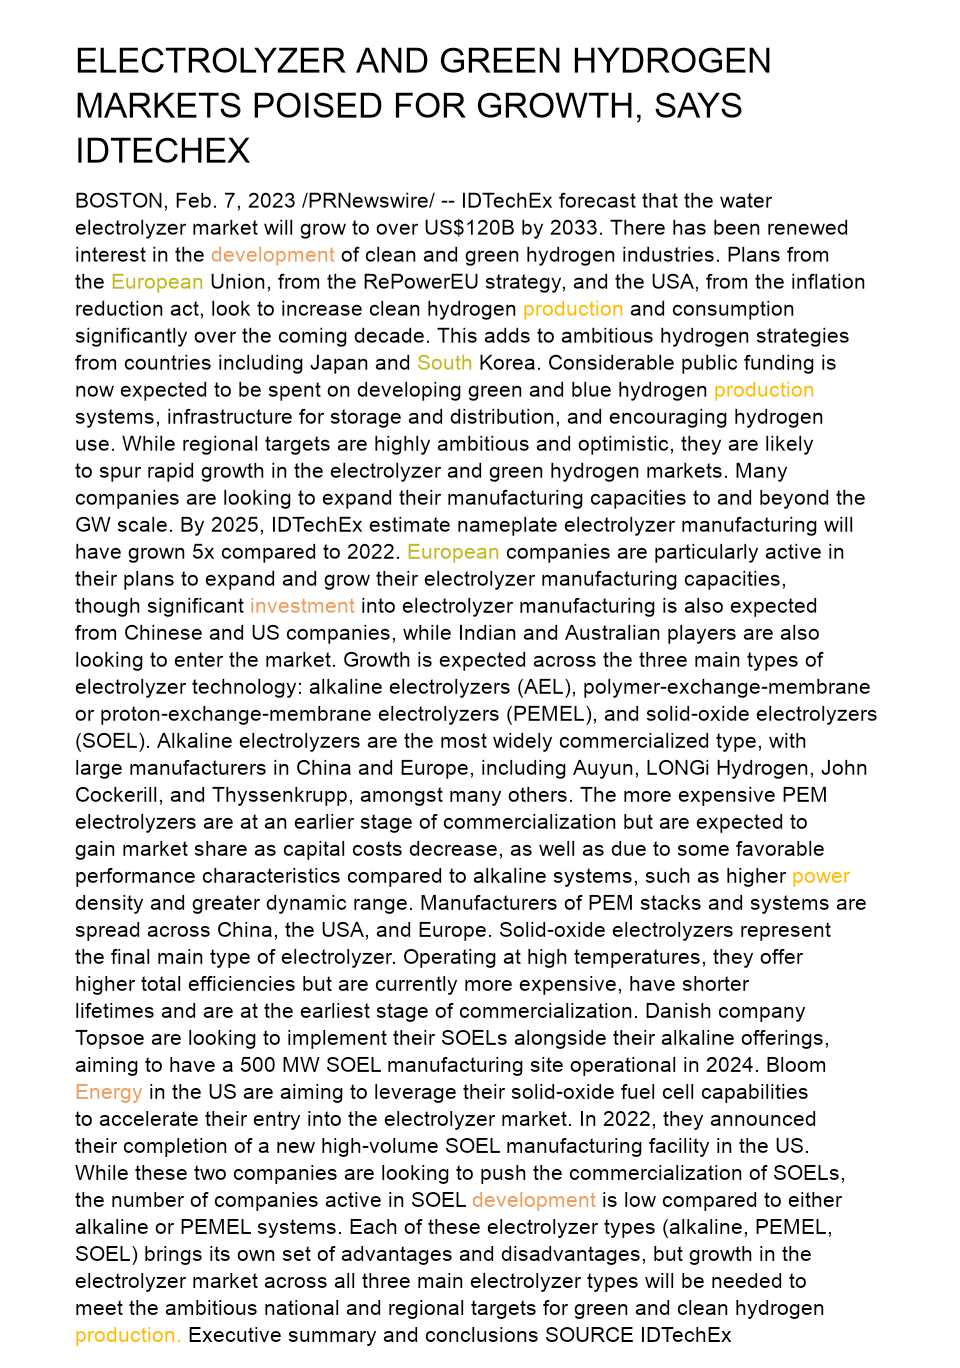 ELECTROLYZER AND GREEN HYDROGEN
MARKETS POISED FOR GROWTH, SAYS
IDTECHEX
BOSTON, Feb. 7, 2023 /PRNewswire/ -- IDTechEx forecast that the water
electrolyzer market will grow to over US$120B by 2033. There has been renewed
interest in the development of clean and green hydrogen industries. Plans from
the European Union, from the RePowerEU strategy, and the USA, from the inflation
reduction act, look to increase clean hydrogen production and consumption
significantly over the coming decade. This adds to ambitious hydrogen strategies
from countries including Japan and South Korea. Considerable public funding is
now expected to be spent on developing green and blue hydrogen production
systems, infrastructure for storage and distribution, and encouraging hydrogen
use. While regional targets are highly ambitious and optimistic, they are likely
to spur rapid growth in the electrolyzer and green hydrogen markets. Many
companies are looking to expand their manufacturing capacities to and beyond the
GW scale. By 2025, IDTechEx estimate nameplate electrolyzer manufacturing will
have grown 5x compared to 2022. European companies are particularly active in
their plans to expand and grow their electrolyzer manufacturing capacities,
though significant investment into electrolyzer manufacturing is also expected
from Chinese and US companies, while Indian and Australian players are also
looking to enter the market. Growth is expected across the three main types of
electrolyzer technology: alkaline electrolyzers (AEL), polymer-exchange-membrane
or proton-exchange-membrane electrolyzers (PEMEL), and solid-oxide electrolyzers
(SOEL). Alkaline electrolyzers are the most widely commercialized type, with
large manufacturers in China and Europe, including Auyun, LONGi Hydrogen, John
Cockerill, and Thyssenkrupp, amongst many others. The more expensive PEM
electrolyzers are at an earlier stage of commercialization but are expected to
gain market share as capital costs decrease, as well as due to some favorable
performance characteristics compared to alkaline systems, such as higher power
density and greater dynamic range. Manufacturers of PEM stacks and systems are
spread across China, the USA, and Europe. Solid-oxide electrolyzers represent
the final main type of electrolyzer. Operating at high temperatures, they offer
higher total efficiencies but are currently more expensive, have shorter
lifetimes and are at the earliest stage of commercialization. Danish company
Topsoe are looking to implement their SOELs alongside their alkaline offerings,
aiming to have a 500 MW SOEL manufacturing site operational in 2024. Bloom
Energy in the US are aiming to leverage their solid-oxide fuel cell capabilities
to accelerate their entry into the electrolyzer market. In 2022, they announced
their completion of a new high-volume SOEL manufacturing facility in the US.
While these two companies are looking to push the commercialization of SOELs,
the number of companies active in SOEL development is low compared to either
alkaline or PEMEL systems. Each of these electrolyzer types (alkaline, PEMEL,
SOEL) brings its own set of advantages and disadvantages, but growth in the
electrolyzer market across all three main electrolyzer types will be needed to
meet the ambitious national and regional targets for green and clean hydrogen
production. Executive summary and conclusions SOURCE IDTechEx